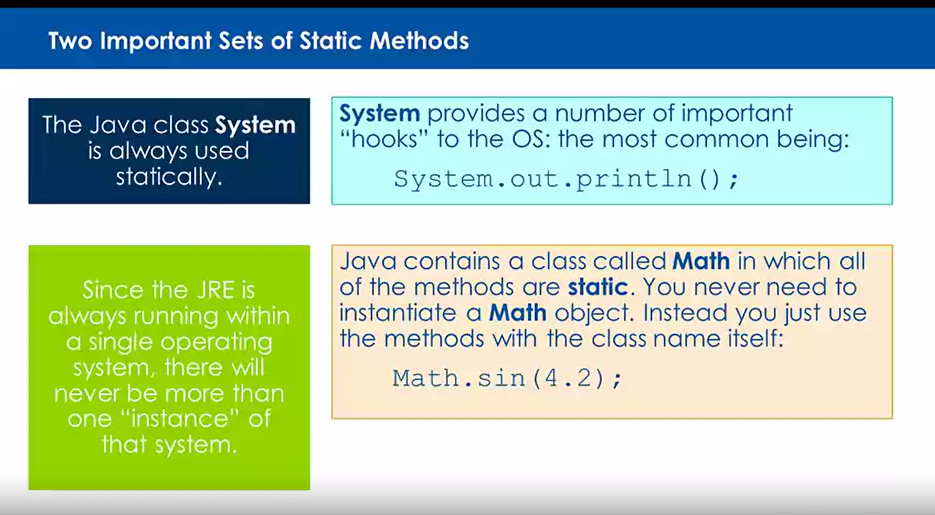 Two Important Sets of Static Methods
The Java class System
is always used
statically.
System provides a number of important
“hooks” to the OS: the most common being:
System.out.println();
Since the JRE is
always running within
a single operating
system, there will
never be more than
one “instance” of
that system.
Java contains a class called Math in which all
of the methods are static. You never need to
instantiate a Math object. Instead you just use
the methods with the class name itself:
Math.sin(4.2);